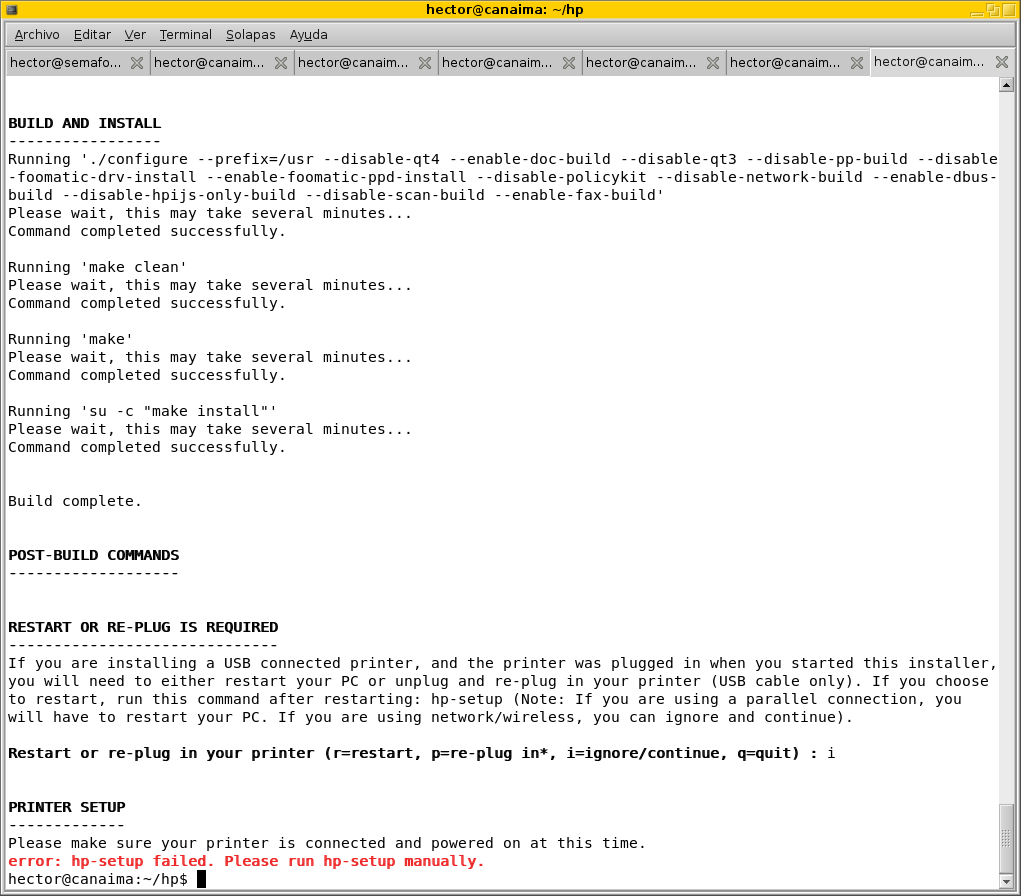 hector@canaima: ~/hp
Archivo Editar Ver Terminal Solapas Ayuda
hector@semafo... hector@canaim... hector@canaim... hector@canaim... hector@canaim... hector@canaim... hector@canaim...
BUILD AND INSTALL
-----------------
Running './configure --prefix=/usr --disable-qt4 --enable-doc-build --disable-qt3 --disable-pp-build --disable
-foomatic-drv-install --enable-foomatic-ppd-install --disable-policykit --disable-network-build --enable-dbus-
build --disable-hpijs-only-build --disable-scan-build --enable-fax-build'
Please wait, this may take several minutes...
Command completed successfully.
Running 'make clean'
Please wait, this may take several minutes...
Command completed successfully.
Running 'make'
Please wait, this may take several minutes...
Command completed successfully.
Running 'su -c "make install"'
Please wait, this may take several minutes...
Command completed successfully.
Build complete.
POST-BUILD COMMANDS
-------------------
RESTART OR RE-PLUG IS REQUIRED
------------------------------
If you are installing a USB connected printer, and the printer was plugged in when you started this installer,
you will need to either restart your PC or unplug and re-plug in your printer (USB cable only). If you choose
to restart, run this command after restarting: hp-setup (Note: If you are using a parallel connection, you
will have to restart your PC. If you are using network/wireless, you can ignore and continue).
Restart or re-plug in your printer (r=restart, p=re-plug in*, i=ignore/continue, q=quit) : i
PRINTER SETUP
-------------
Please make sure your printer is connected and powered on at this time.
error: hp-setup failed. Please run hp-setup manually.
hector@canaima:~/hp$